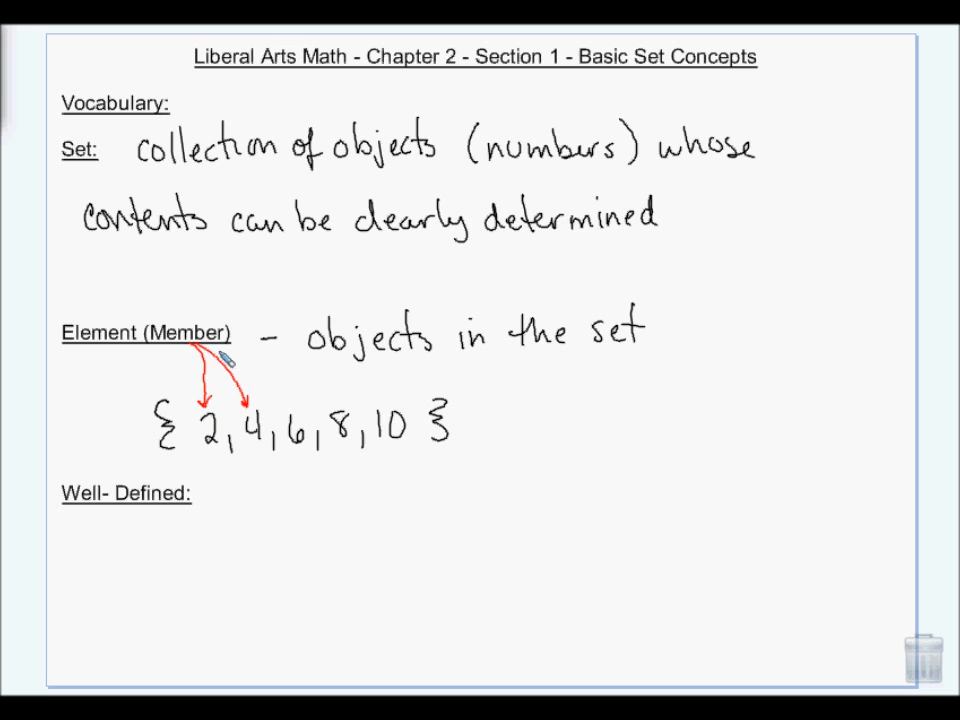 Liberal Arts Math - Chapter 2 - Section 1 - Basic Set Concepts
Vocabulary:
Set: collection of objects (numbers) whose
contents can be clearly determined
Element (Member) - objects in the set
{ 2, 4, 6, 8, 10 }
Well- Defined: